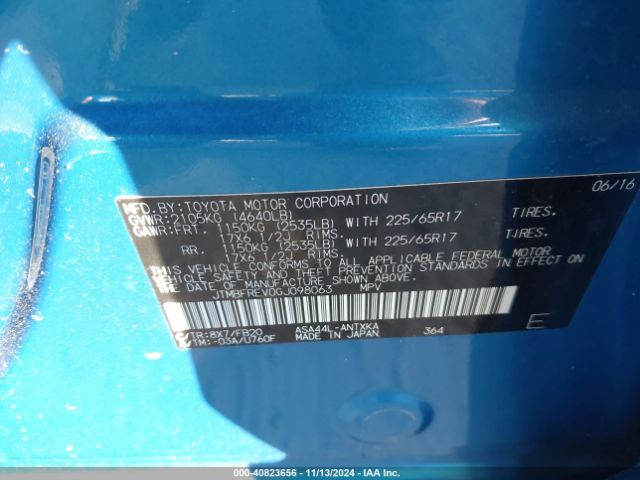 MFD.BY:TOYOTA MOTOR CORPORATION 06/16
GVWR:2105KG (4640LB)
GAWR:FRT. 1150KG (2535LB) WITH 225/65R17 TIRES.
17X6 1/2J RIMS.
RR. 1150KG (2535LB) WITH 225/65R17 TIRES.
17X6 1/2J RIMS.
THIS VEHICLE CONFORMS TO ALL APPLICABLE FEDERAL MOTOR
VEHICLE SAFETY AND THEFT PREVENTION STANDARDS IN EFFECT ON
THE DATE OF MANUFACTURE SHOWN ABOVE.
JTMBFREV0GJ098063 MPV
C/TR:8X7/FB20 ASA44L-ANTXKA 364 E
A/TM:-03A/U760F MADE IN JAPAN
000-40823656 - 11/13/2024 - IAA Inc.